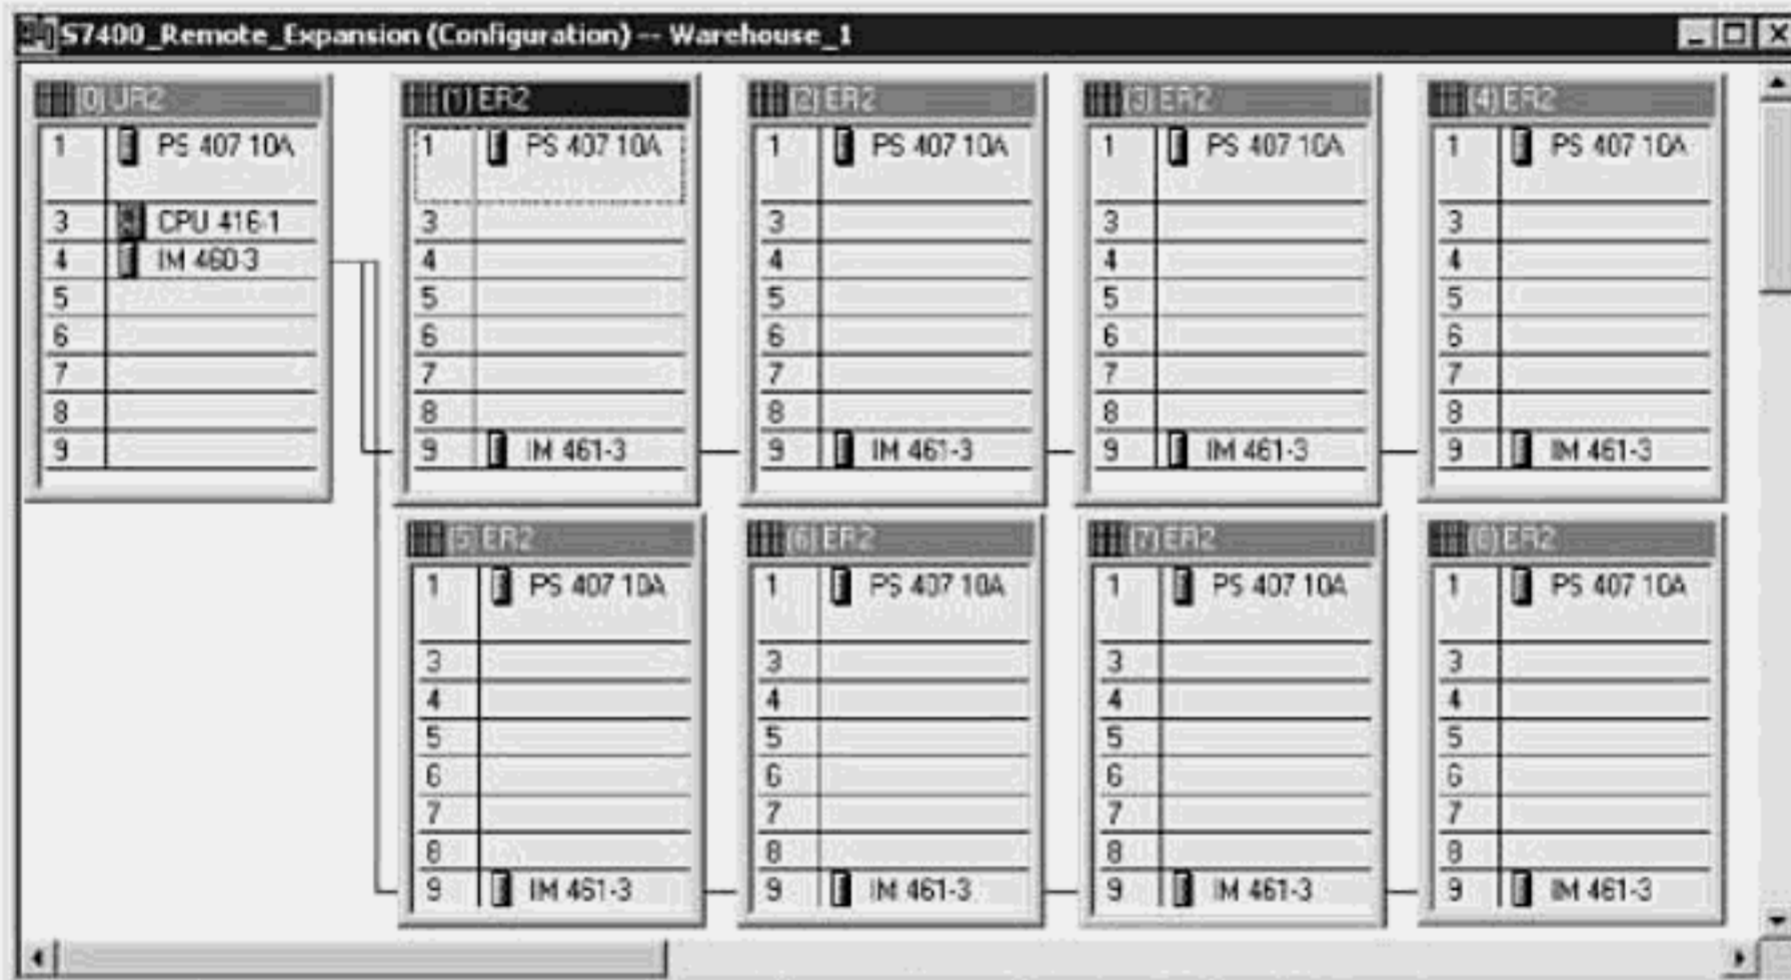 S7400_Remote_Expansion (Configuration) -- Warehouse_1
(0) UR2
1 PS 407 10A
3 CPU 416-1
4 IM 460-3
5
6
7
8
9
(1) ER2
1 PS 407 10A
3
4
5
6
7
8
9 IM 461-3
(2) ER2
1 PS 407 10A
3
4
5
6
7
8
9 IM 461-3
(3) ER2
1 PS 407 10A
3
4
5
6
7
8
9 IM 461-3
(4) ER2
1 PS 407 10A
3
4
5
6
7
8
9 IM 461-3
(5) ER2
1 PS 407 10A
3
4
5
6
7
8
9 IM 461-3
(6) ER2
1 PS 407 10A
3
4
5
6
7
8
9 IM 461-3
(7) ER2
1 PS 407 10A
3
4
5
6
7
8
9 IM 461-3
(8) ER2
1 PS 407 10A
3
4
5
6
7
8
9 IM 461-3